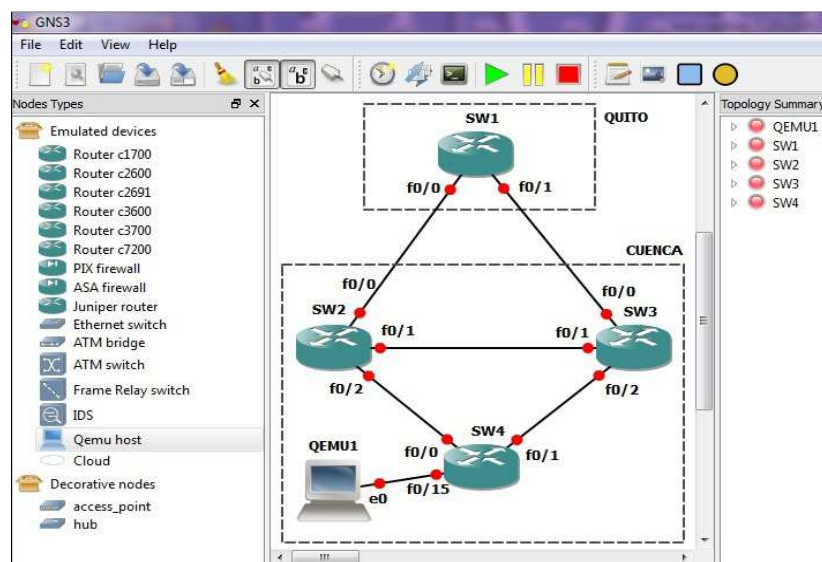 GNS3
File Edit View Help
Nodes Types
Emulated devices
Router c1700
Router c2600
Router c2691
Router c3600
Router c3700
Router c7200
PIX firewall
ASA firewall
Juniper router
Ethernet switch
ATM bridge
ATM switch
Frame Relay switch
IDS
Qemu host
Cloud
Decorative nodes
access_point
hub
SW1
QUITO
f0/0
f0/1
CUENCA
f0/0
f0/0
SW2
SW3
f0/1
f0/1
f0/2
f0/2
SW4
QEMU1
f0/0
f0/1
e0
f0/15
Topology Summary
QEMU1
SW1
SW2
SW3
SW4